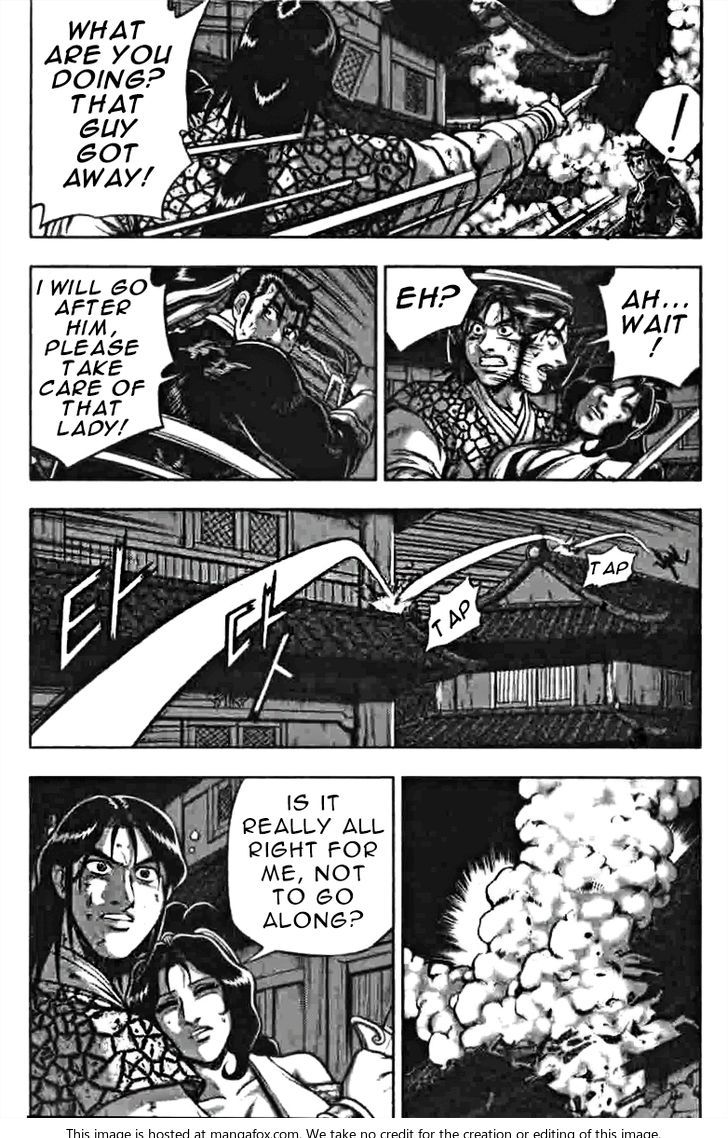 WHAT
ARE YOU
DOING?
THAT
GUY
GOT
AWAY!
!
I WILL GO
AFTER
HIM,
PLEASE
TAKE
CARE OF
THAT
LADY!
EH?
AH...
WAIT
!
타
닷
TAP
TAP
IS IT
REALLY ALL
RIGHT FOR
ME, NOT
TO GO
ALONG?
This image is hosted at mangafox.com. We take no credit for the creation or editing of this image.